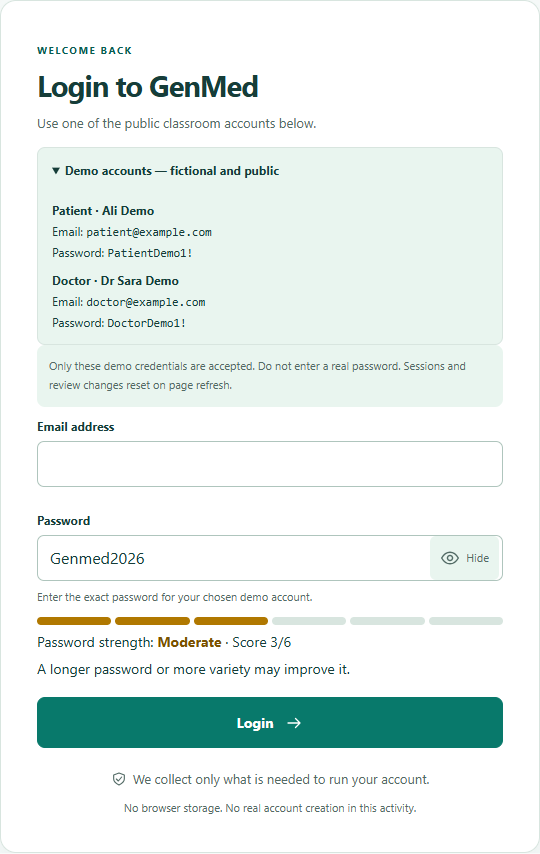 WELCOME BACK
Login to GenMed
Use one of the public classroom accounts below.
▼ Demo accounts — fictional and public
Patient · Ali Demo
Email: patient@example.com
Password: PatientDemo1!
Doctor · Dr Sara Demo
Email: doctor@example.com
Password: DoctorDemo1!
Only these demo credentials are accepted. Do not enter a real password. Sessions and
review changes reset on page refresh.
Email address
Password
Genmed2026
Hide
Enter the exact password for your chosen demo account.
Password strength: Moderate · Score 3/6
A longer password or more variety may improve it.
Login →
We collect only what is needed to run your account.
No browser storage. No real account creation in this activity.